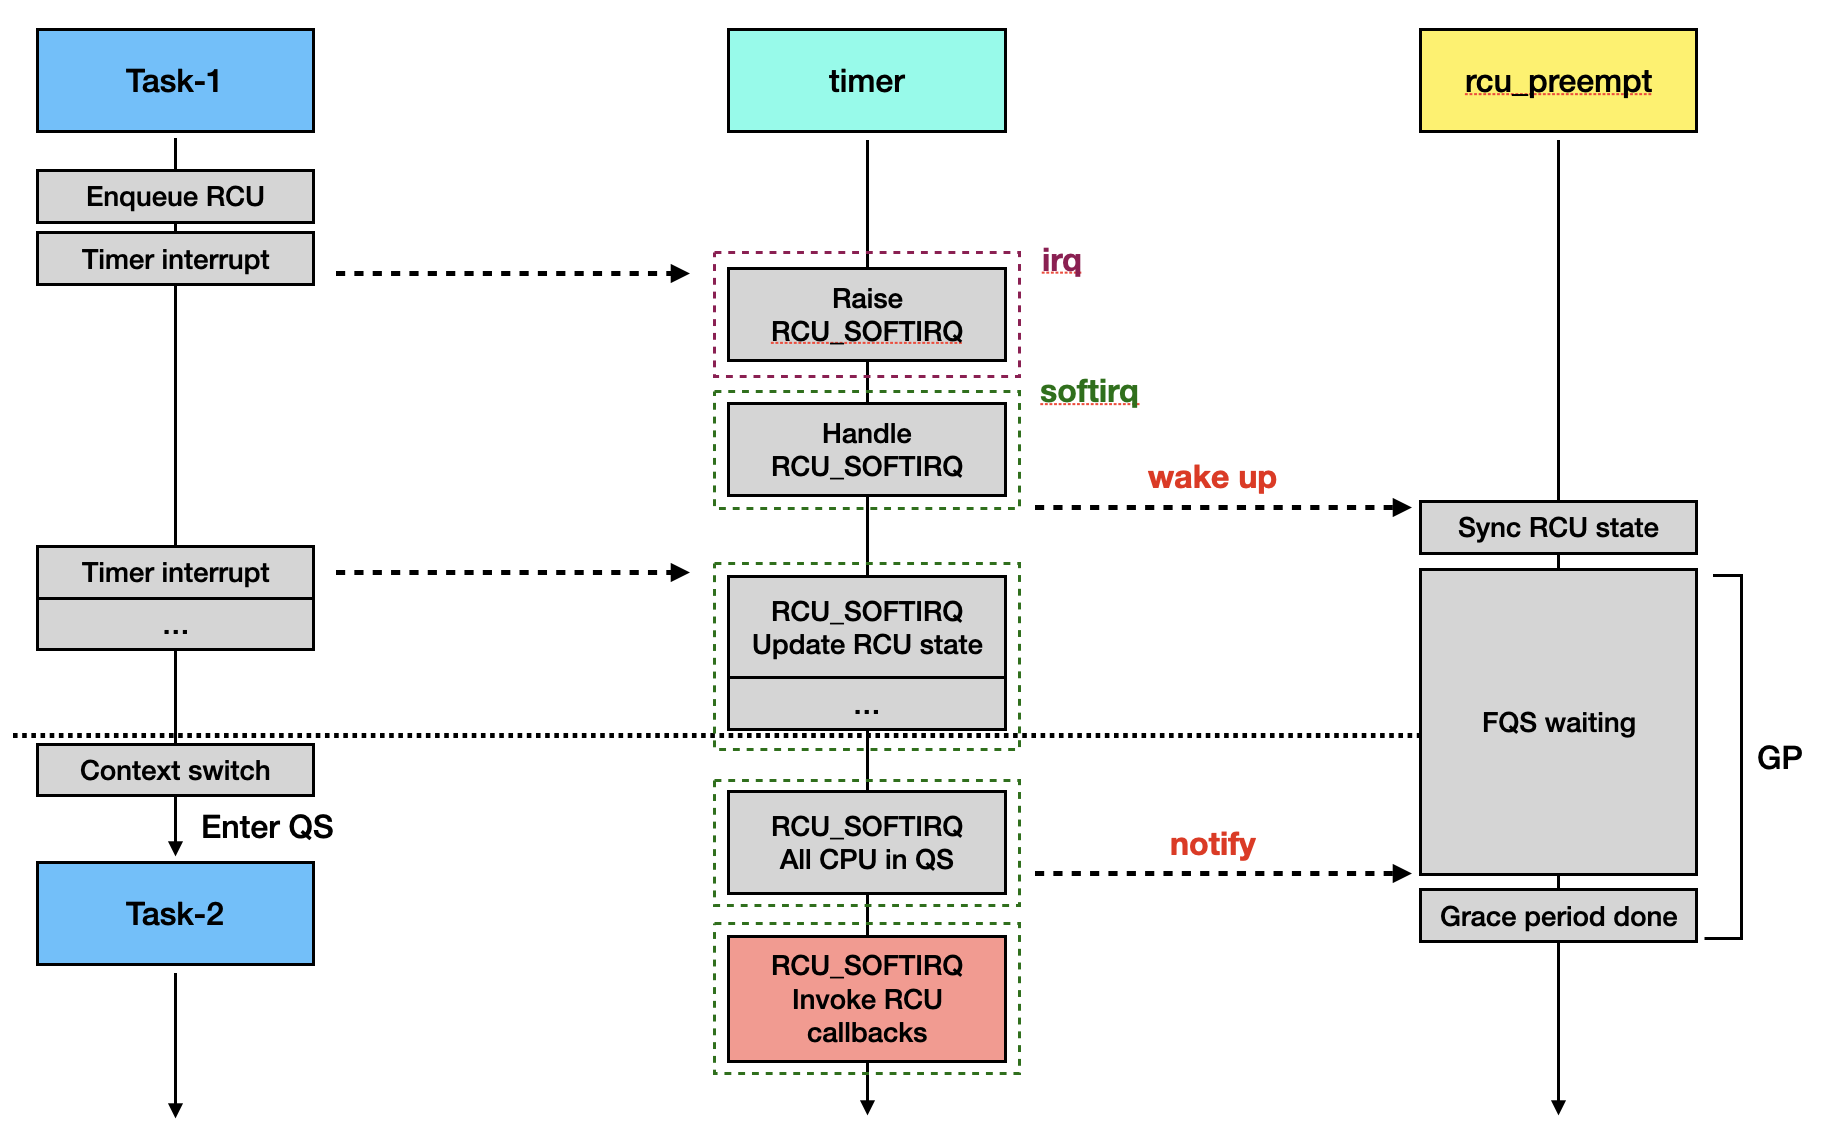 Task-1
timer
rcu_preempt
Enqueue RCU
Timer interrupt
irq
Raise
RCU_SOFTIRQ
softirq
Handle
RCU_SOFTIRQ
wake up
Sync RCU state
Timer interrupt
...
RCU_SOFTIRQ
Update RCU state
...
FQS waiting
GP
Context switch
Enter QS
RCU_SOFTIRQ
All CPU in QS
notify
Task-2
Grace period done
RCU_SOFTIRQ
Invoke RCU
callbacks